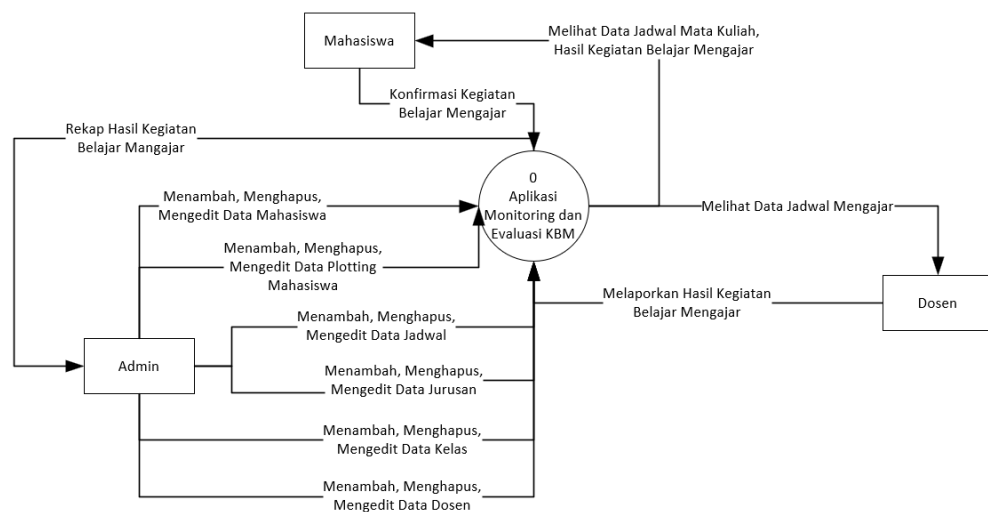 Mahasiswa
Melihat Data Jadwal Mata Kuliah,
Hasil Kegiatan Belajar Mengajar
Konfirmasi Kegiatan
Belajar Mengajar
Rekap Hasil Kegiatan
Belajar Mangajar
0
Aplikasi
Monitoring dan
Evaluasi KBM
Menambah, Menghapus,
Mengedit Data Mahasiswa
Melihat Data Jadwal Mengajar
Menambah, Menghapus,
Mengedit Data Plotting
Mahasiswa
Melaporkan Hasil Kegiatan
Belajar Mengajar
Dosen
Menambah, Menghapus,
Mengedit Data Jadwal
Admin
Menambah, Menghapus,
Mengedit Data Jurusan
Menambah, Menghapus,
Mengedit Data Kelas
Menambah, Menghapus,
Mengedit Data Dosen